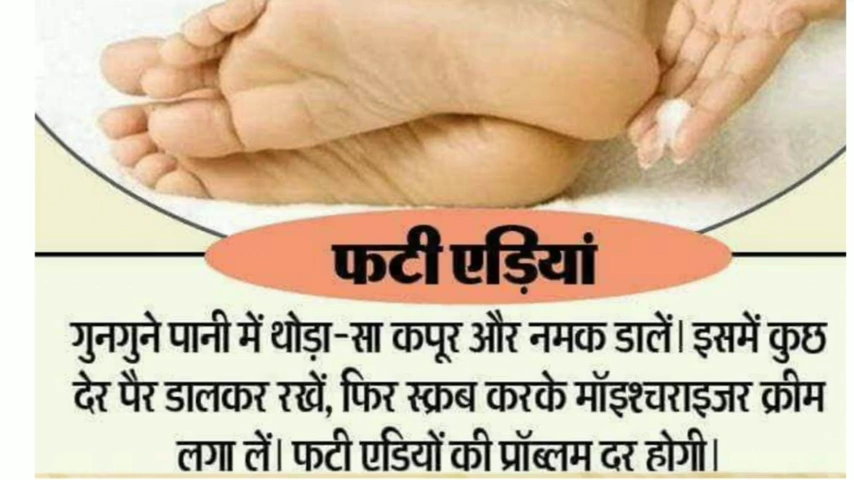 फटी एड़ियां
गुनगुने पानी में थोड़ा-सा कपूर और नमक डालें। इसमें कुछ
देर पैर डालकर रखें, फिर स्क्रब करके मॉइश्चराइजर क्रीम
लगा लें। फटी एडियों की प्रॉब्लम दर होगी।